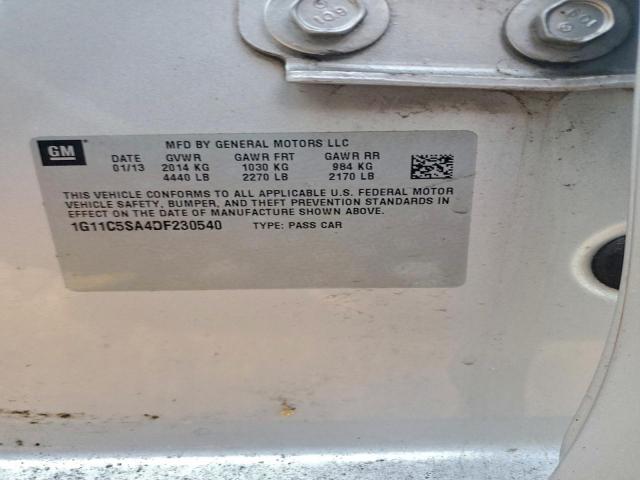 GM
MFD BY GENERAL MOTORS LLC
DATE GVWR GAWR FRT GAWR RR
01/13 2014 KG 1030 KG 984 KG
4440 LB 2270 LB 2170 LB
THIS VEHICLE CONFORMS TO ALL APPLICABLE U.S. FEDERAL MOTOR
VEHICLE SAFETY, BUMPER, AND THEFT PREVENTION STANDARDS IN
EFFECT ON THE DATE OF MANUFACTURE SHOWN ABOVE.
1G11C5SA4DF230540 TYPE: PASS CAR